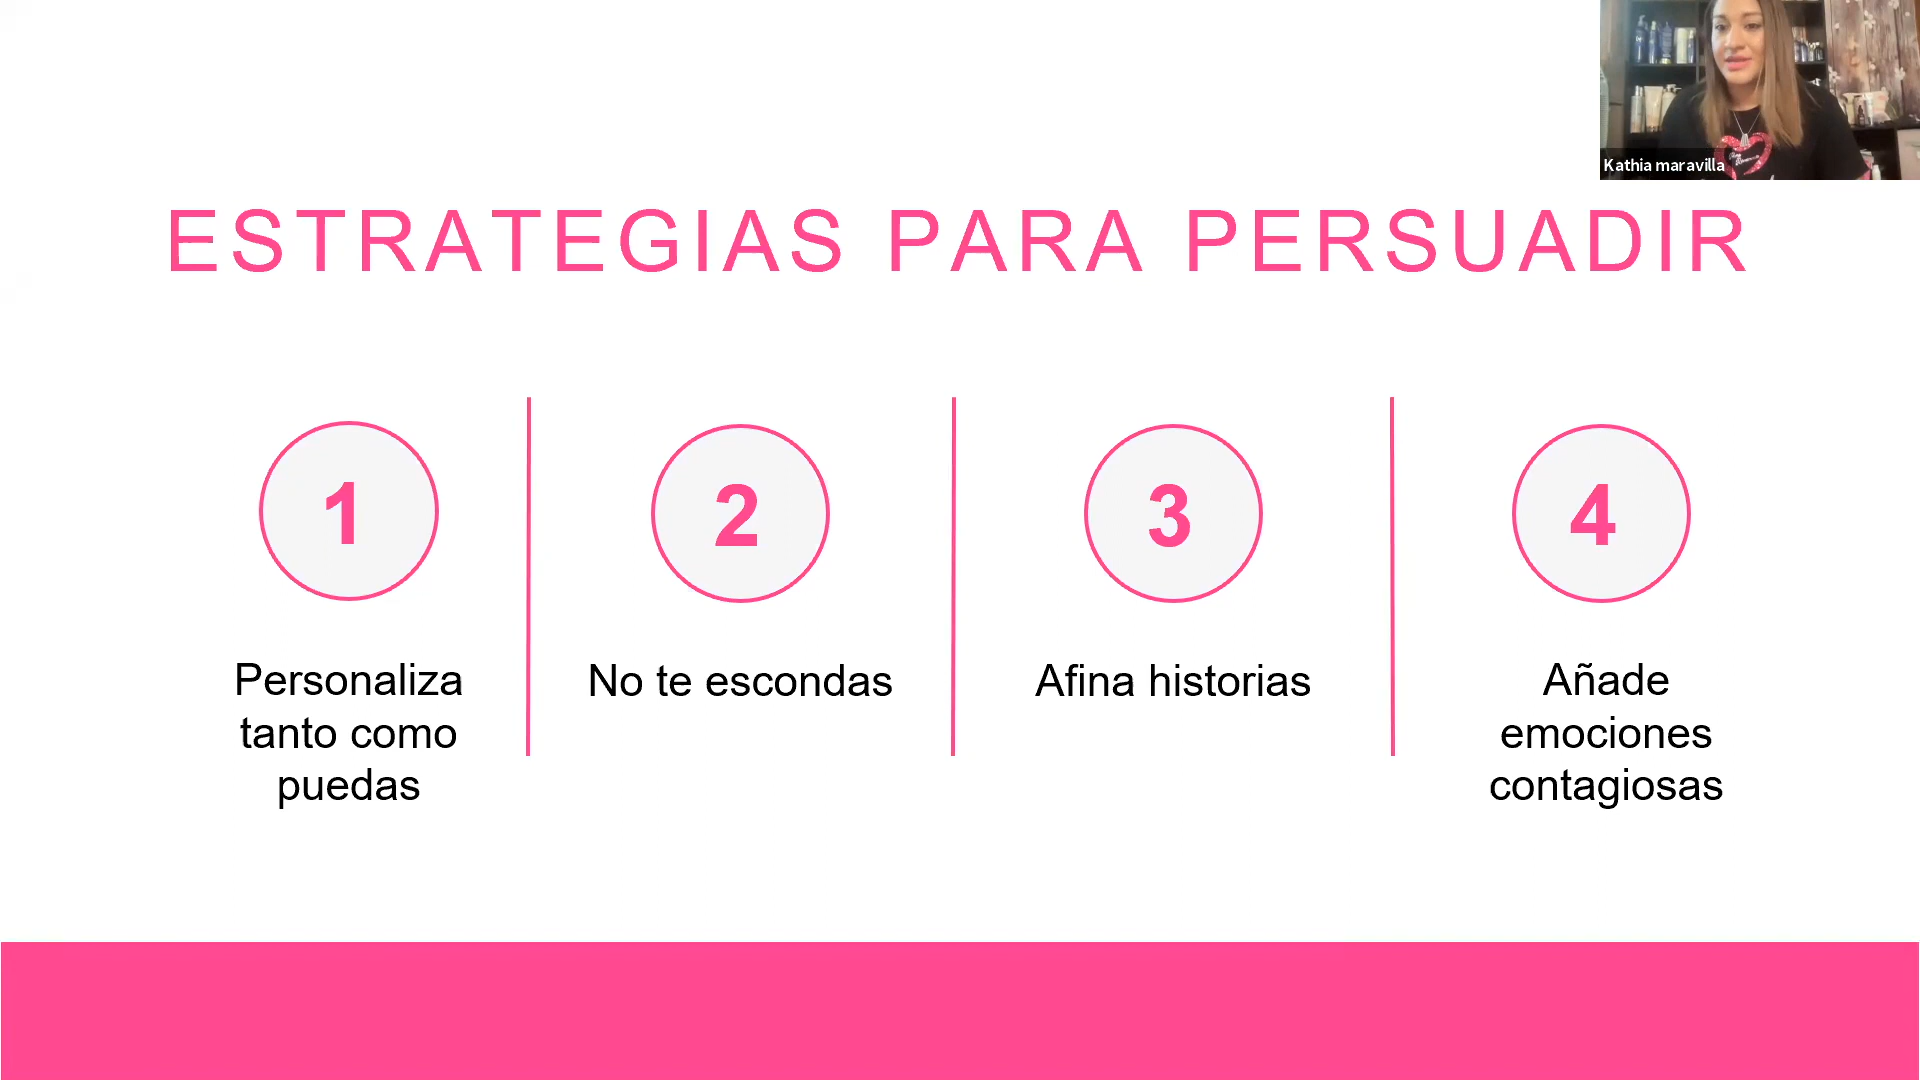 Kathia maravilla
ESTRATEGIAS PARA PERSUADIR
1
2
3
4
Personaliza
tanto como
puedas
No te escondas
Afina historias
Añade
emociones
contagiosas